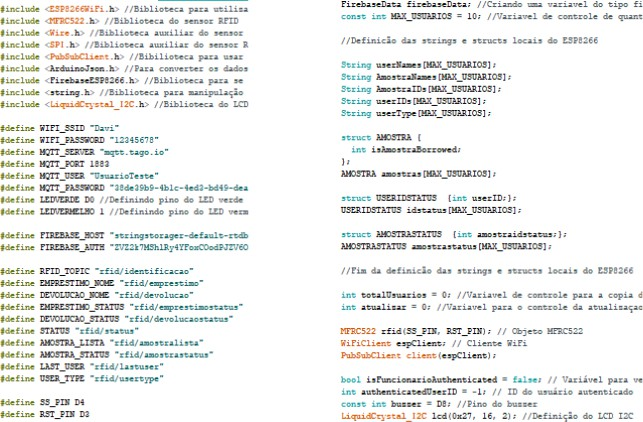 #include <ESP8266WiFi.h> //Biblioteca para utiliza
#include <MFRC522.h> //Biblioteca do sensor RFID
#include <Wire.h> //Biblioteca auxiliar do sensor
#include <SPI.h> //Biblioteca auxiliar do sensor R
#include <PubSubClient.h> //Biblioteca para usar
#include <ArduinoJson.h> //Para converter os dados
#include <FirebaseESP8266.h> //Biblioteca para se
#include <string.h> //Biblioteca para manipulação
#include <LiquidCrystal_I2C.h> //Biblioteca do LCD
#define WIFI_SSID "Davi"
#define WIFI_PASSWORD "12345678"
#define MQTT_SERVER "mqtt.tago.io"
#define MQTT_PORT 1883
#define MQTT_USER "UsuarioTeste"
#define MQTT_PASSWORD "38de39b9-4b1c-4ed3-bd49-dea
#define LEDVERDE D0 //Definindo pino do LED verde
#define LEDVERMELHO 1 //Definindo pino do LED verm
#define FIREBASE_HOST "stringstorager-default-rtdb
#define FIREBASE_AUTH
#define RFID_TOPIC "rfid/identificacao"
#define EMPRESTIMO_NOME "rfid/emprestimo"
#define DEVOLUCAO_NOME "rfid/devolucao"
#define EMPRESTIMO_STATUS "rfid/emprestimostatus"
#define DEVOLUCAO_STATUS "rfid/devolucaostatus"
#define STATUS "rfid/status"
#define AMOSTRA_LISTA "rfid/amostralista"
#define AMOSTRA_STATUS "rfid/amostrastatus"
#define LAST_USER "rfid/lastuser"
#define USER_TYPE "rfid/usertype"
#define SS_PIN D4
#define RST_PIN D3
FirebaseData firebaseData; //Criando uma variavel do tipo fi
const int MAX_USUARIOS = 10; //Variavel de controle de quant
//Definicão das strings e structs locais do ESP8266
String userNames[MAX_USUARIOS];
String AmostraNames[MAX_USUARIOS];
String AmostraIDs[MAX_USUARIOS];
String userIDs[MAX_USUARIOS];
String userType[MAX_USUARIOS];
struct AMOSTRA {
int isAmostraBorrowed;
};
AMOSTRA amostras[MAX_USUARIOS];
struct USERIDSTATUS {int userID;};
USERIDSTATUS idstatus[MAX_USUARIOS];
struct AMOSTRASTATUS {int amostraidstatus;};
AMOSTRASTATUS amostrastatus[MAX_USUARIOS];
//Fim da definicão das strings e structs locais do ESP8266
int totalUsuarios = 0; //Variavel de controle para a copia d
int atualizar = 0; //Variavel para o controle da atualisaçao
MFRC522 rfid(SS_PIN, RST_PIN); // Objeto MFRC522
WiFiClient espClient; // Cliente WiFi
PubSubClient client(espClient);
bool isFuncionarioAuthenticated = false; // Variável para ve
int authenticatedUserID = -1; // ID do usuário autenticado
const int buzzer = D8; //Pino do buzzer
LiquidCrystal_I2C lcd(0x27, 16, 2); //Definição do LCD I2C